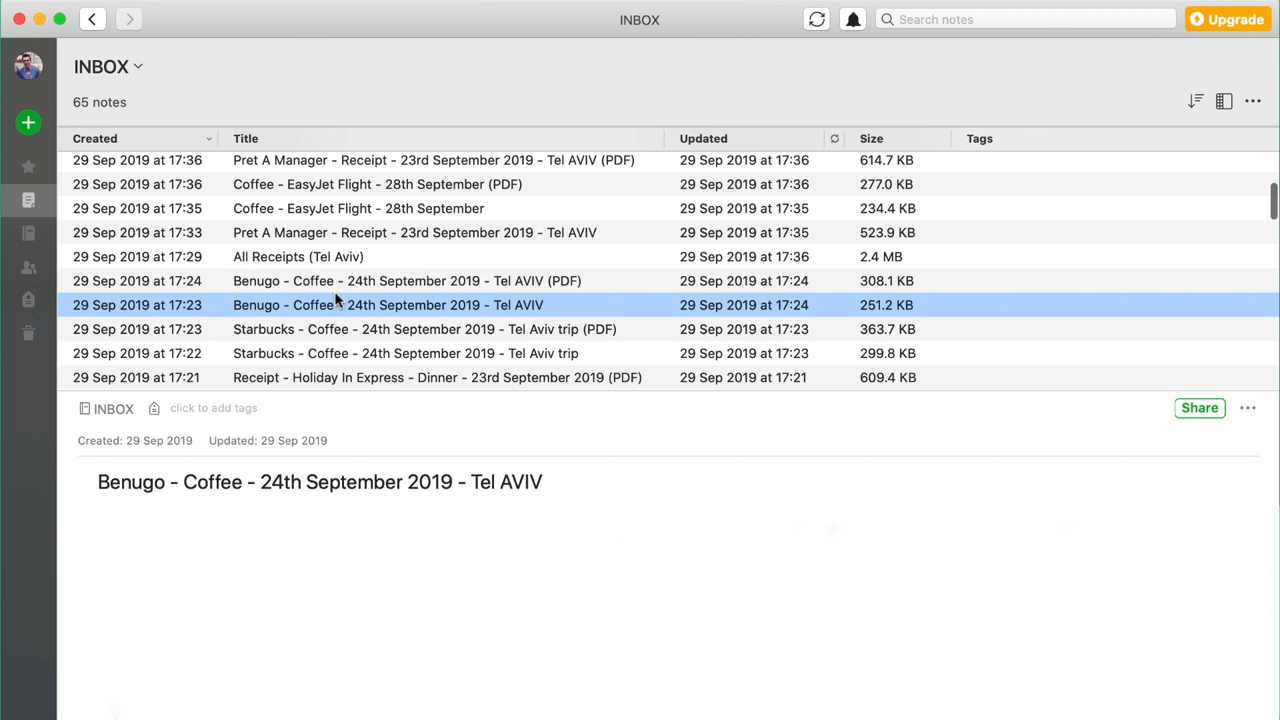 INBOX
Search notes
Upgrade
INBOX
65 notes
Created Title Updated Size Tags
29 Sep 2019 at 17:36 Pret A Manager - Receipt - 23rd September 2019 - Tel AVIV (PDF) 29 Sep 2019 at 17:36 614.7 KB
29 Sep 2019 at 17:36 Coffee - EasyJet Flight - 28th September (PDF) 29 Sep 2019 at 17:36 277.0 KB
29 Sep 2019 at 17:35 Coffee - EasyJet Flight - 28th September 29 Sep 2019 at 17:35 234.4 KB
29 Sep 2019 at 17:33 Pret A Manager - Receipt - 23rd September 2019 - Tel AVIV 29 Sep 2019 at 17:35 523.9 KB
29 Sep 2019 at 17:29 All Receipts (Tel Aviv) 29 Sep 2019 at 17:36 2.4 MB
29 Sep 2019 at 17:24 Benugo - Coffee - 24th September 2019 - Tel AVIV (PDF) 29 Sep 2019 at 17:24 308.1 KB
29 Sep 2019 at 17:23 Benugo - Coffee - 24th September 2019 - Tel AVIV 29 Sep 2019 at 17:24 251.2 KB
29 Sep 2019 at 17:23 Starbucks - Coffee - 24th September 2019 - Tel Aviv trip (PDF) 29 Sep 2019 at 17:23 363.7 KB
29 Sep 2019 at 17:22 Starbucks - Coffee - 24th September 2019 - Tel Aviv trip 29 Sep 2019 at 17:23 299.8 KB
29 Sep 2019 at 17:21 Receipt - Holiday In Express - Dinner - 23rd September 2019 (PDF) 29 Sep 2019 at 17:21 609.4 KB
INBOX click to add tags Share
Created: 29 Sep 2019 Updated: 29 Sep 2019
Benugo - Coffee - 24th September 2019 - Tel AVIV